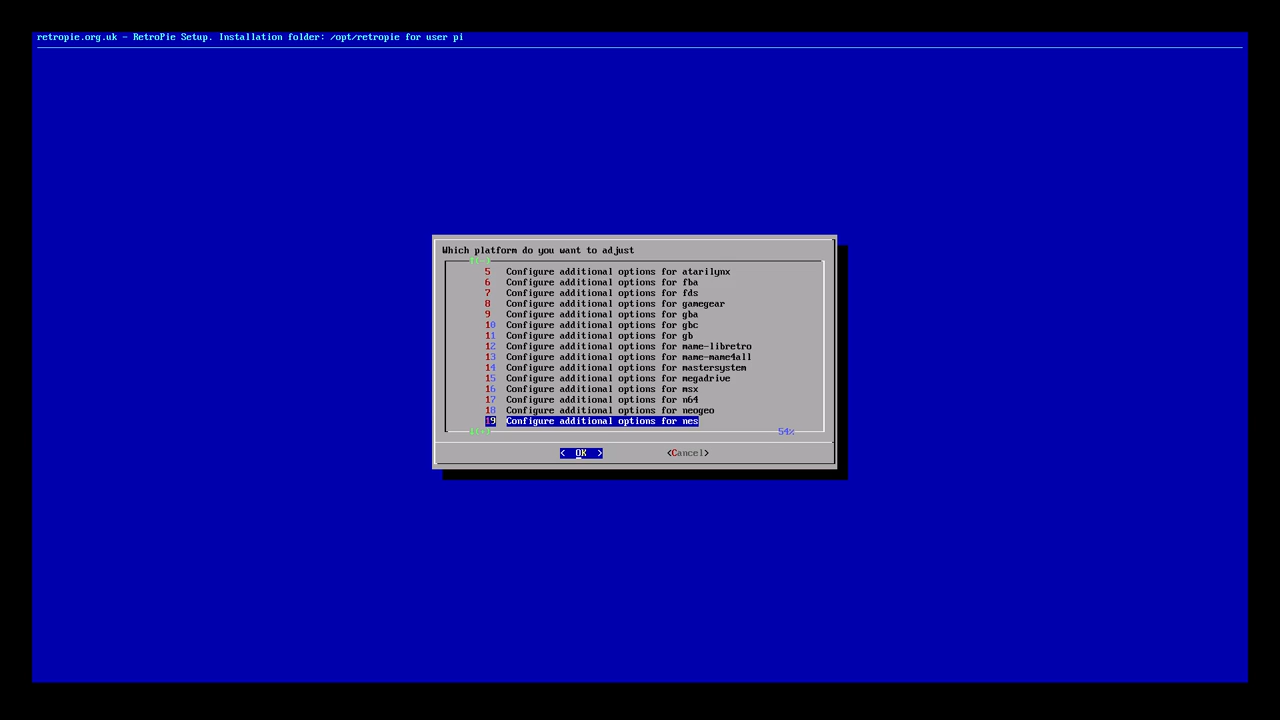 retropie.org.uk - RetroPie Setup. Installation folder: /opt/retropie for user pi
Which platform do you want to adjust
↑(-)
5 Configure additional options for atarilynx
6 Configure additional options for fba
7 Configure additional options for fds
8 Configure additional options for gamegear
9 Configure additional options for gba
10 Configure additional options for gbc
11 Configure additional options for gb
12 Configure additional options for mame-libretro
13 Configure additional options for mame-mame4all
14 Configure additional options for mastersystem
15 Configure additional options for megadrive
16 Configure additional options for msx
17 Configure additional options for n64
18 Configure additional options for neogeo
19 Configure additional options for nes
↓(+) 54%
< OK > <Cancel>